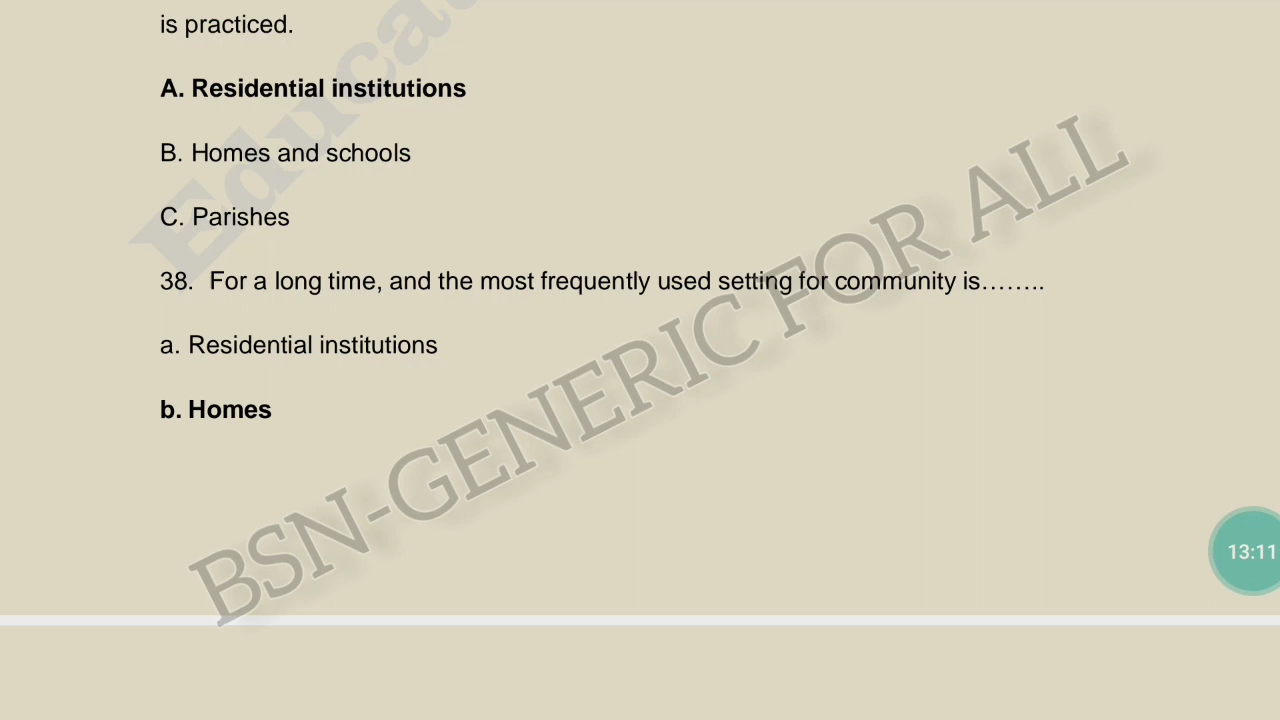 is practiced.
A. Residential institutions
B. Homes and schools
C. Parishes
38. For a long time, and the most frequently used setting for community is……..
a. Residential institutions
b. Homes
BSN-GENERIC FOR ALL
13:11